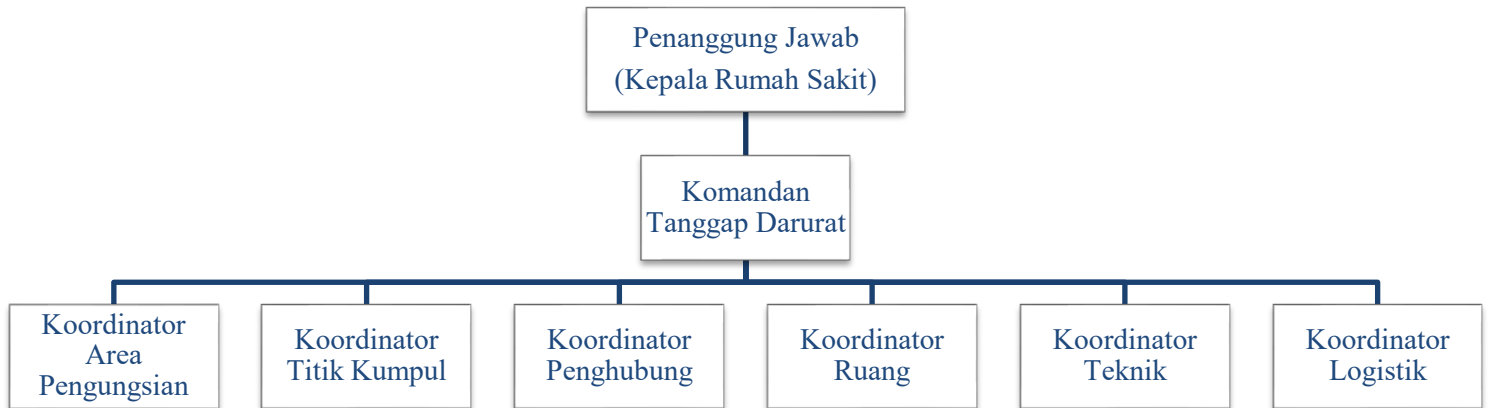 Penanggung Jawab
(Kepala Rumah Sakit)
Komandan
Tanggap Darurat
Koordinator
Area
Pengungsian
Koordinator
Titik Kumpul
Koordinator
Penghubung
Koordinator
Ruang
Koordinator
Teknik
Koordinator
Logistik